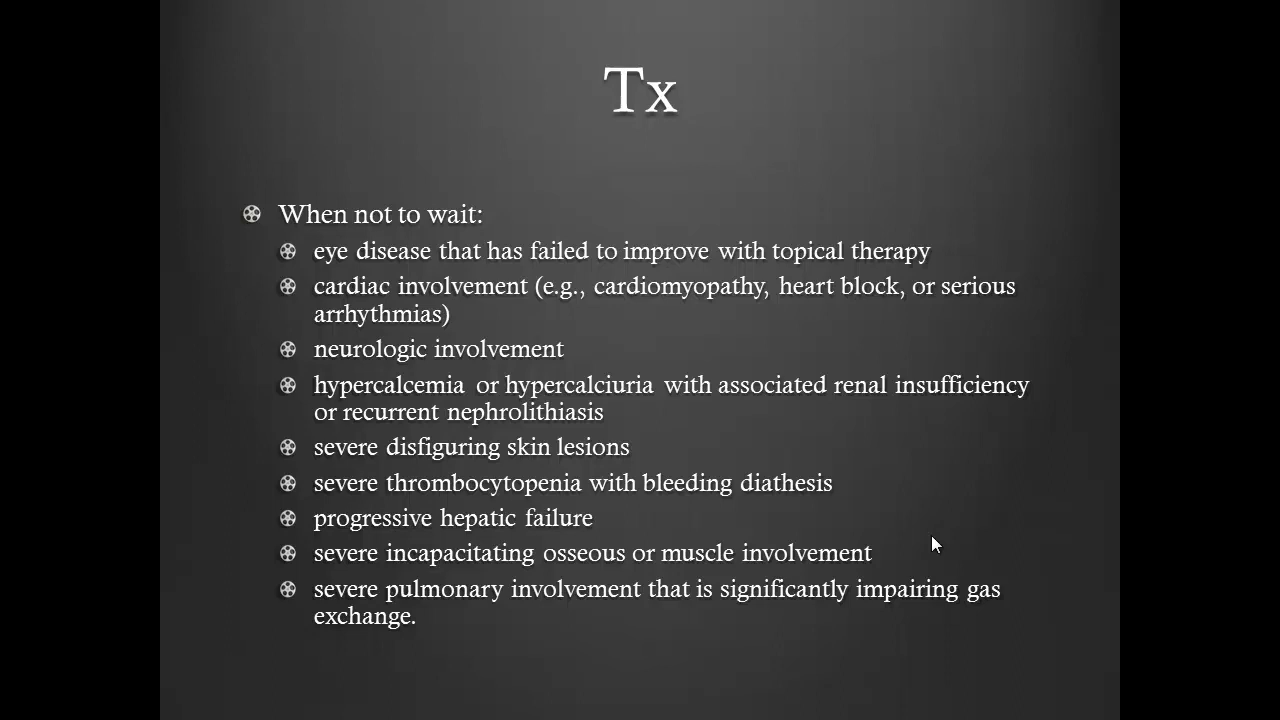 Tx
When not to wait:
eye disease that has failed to improve with topical therapy
cardiac involvement (e.g., cardiomyopathy, heart block, or serious
arrhythmias)
neurologic involvement
hypercalcemia or hypercalciuria with associated renal insufficiency
or recurrent nephrolithiasis
severe disfiguring skin lesions
severe thrombocytopenia with bleeding diathesis
progressive hepatic failure
severe incapacitating osseous or muscle involvement
severe pulmonary involvement that is significantly impairing gas
exchange.